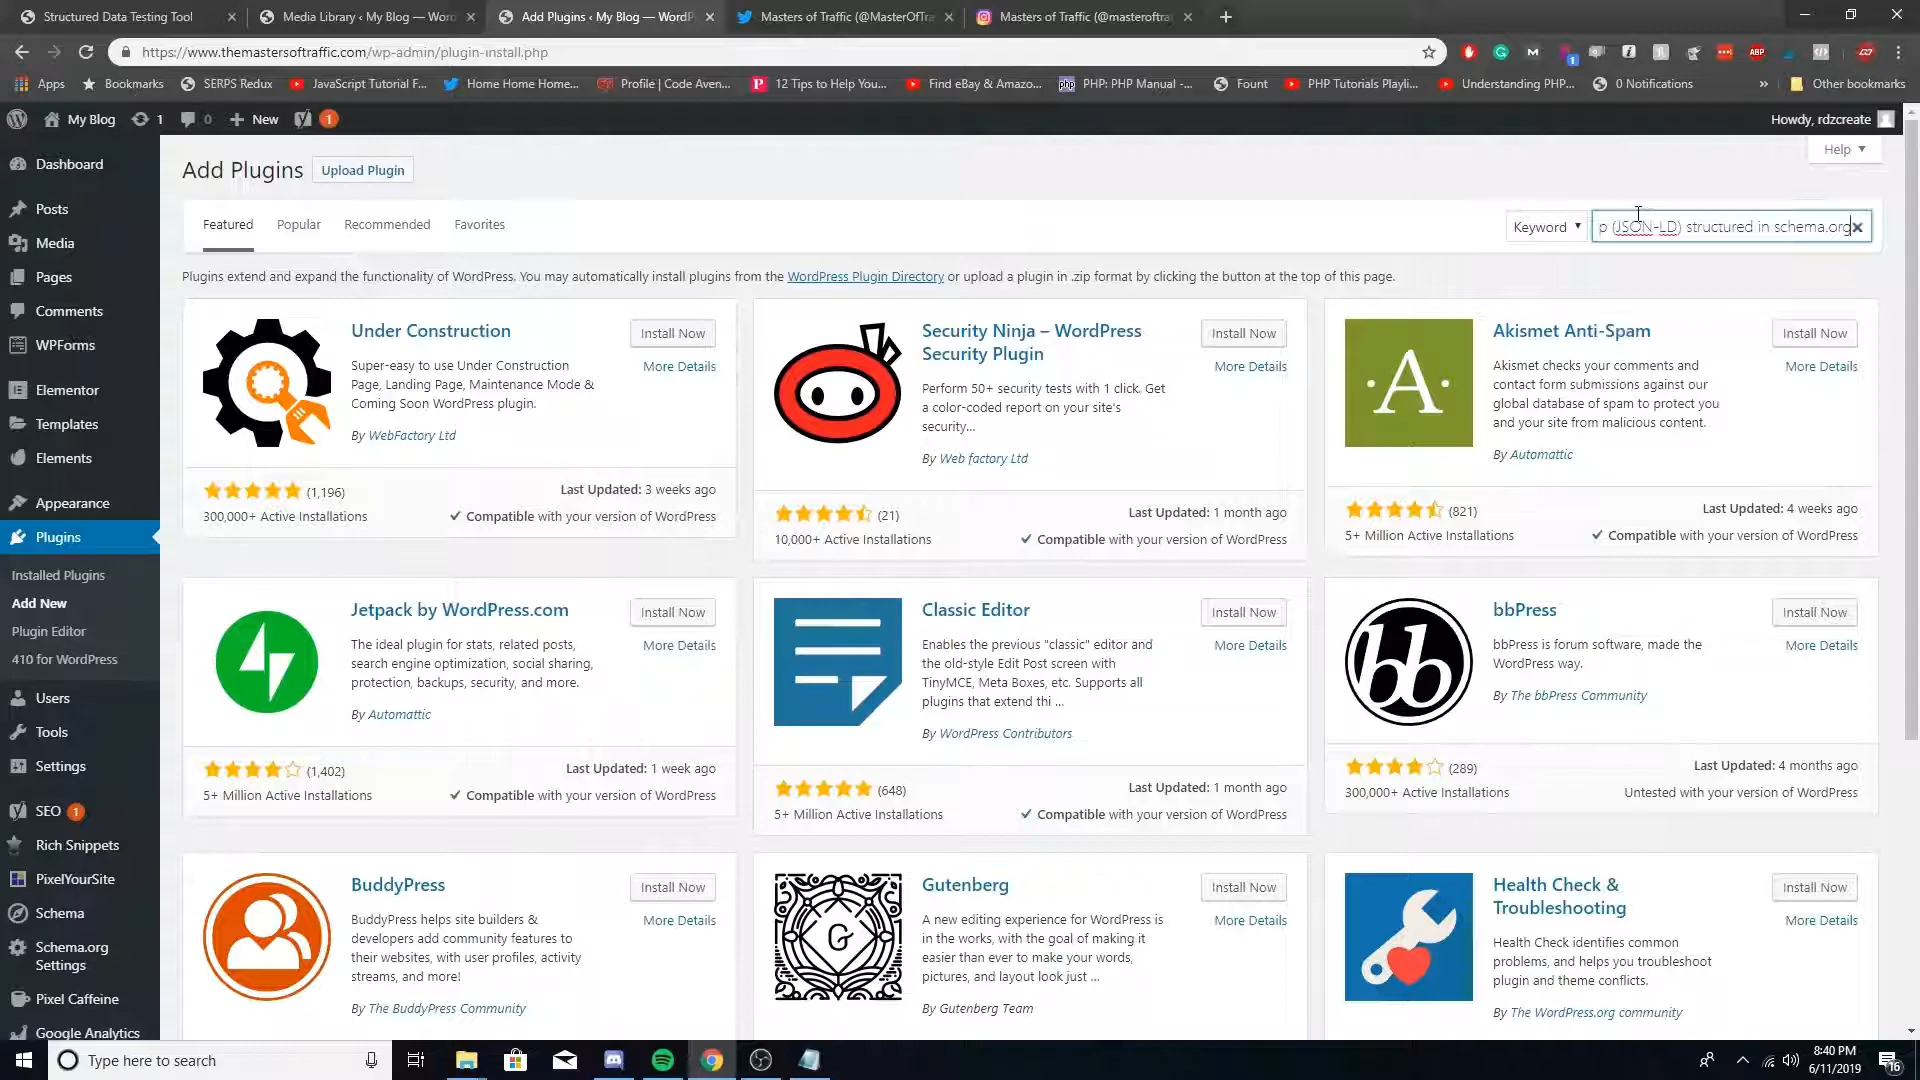 Structured Data Testing Tool
Media Library ‹ My Blog — Word
Add Plugins ‹ My Blog — WordP
Masters of Traffic (@MasterOfTra
Masters of Traffic (@masteroftra
https://www.themastersoftraffic.com/wp-admin/plugin-install.php
Apps
Bookmarks
SERPS Redux
JavaScript Tutorial F...
Home Home Home...
Profile | Code Aven...
12 Tips to Help You...
Find eBay & Amazo...
PHP: PHP Manual -...
Fount
PHP Tutorials Playli...
Understanding PHP...
0 Notifications
»
Other bookmarks
My Blog
1
0
New
1
Howdy, rdzcreate
Dashboard
Posts
Media
Pages
Comments
WPForms
Elementor
Templates
Elements
Appearance
Plugins
Installed Plugins
Add New
Plugin Editor
410 for WordPress
Users
Tools
Settings
SEO 1
Rich Snippets
PixelYourSite
Schema
Schema.org
Settings
Pixel Caffeine
Google Analytics
Help
Add Plugins
Upload Plugin
Featured
Popular
Recommended
Favorites
Keyword
p (JSON-LD) structured in schema.org
Plugins extend and expand the functionality of WordPress. You may automatically install plugins from the WordPress Plugin Directory or upload a plugin in .zip format by clicking the button at the top of this page.
Under Construction
Install Now
More Details
Super-easy to use Under Construction
Page, Landing Page, Maintenance Mode &
Coming Soon WordPress plugin.
By WebFactory Ltd
(1,196)
Last Updated: 3 weeks ago
300,000+ Active Installations
Compatible with your version of WordPress
Security Ninja – WordPress
Security Plugin
Install Now
More Details
Perform 50+ security tests with 1 click. Get
a color-coded report on your site's
security...
By Web factory Ltd
(21)
Last Updated: 1 month ago
10,000+ Active Installations
Compatible with your version of WordPress
A
Akismet Anti-Spam
Install Now
More Details
Akismet checks your comments and
contact form submissions against our
global database of spam to protect you
and your site from malicious content.
By Automattic
(821)
Last Updated: 4 weeks ago
5+ Million Active Installations
Compatible with your version of WordPress
Jetpack by WordPress.com
Install Now
More Details
The ideal plugin for stats, related posts,
search engine optimization, social sharing,
protection, backups, security, and more.
By Automattic
(1,402)
Last Updated: 1 week ago
5+ Million Active Installations
Compatible with your version of WordPress
Classic Editor
Install Now
More Details
Enables the previous "classic" editor and
the old-style Edit Post screen with
TinyMCE, Meta Boxes, etc. Supports all
plugins that extend thi ...
By WordPress Contributors
(648)
Last Updated: 1 month ago
5+ Million Active Installations
Compatible with your version of WordPress
bb
bbPress
Install Now
More Details
bbPress is forum software, made the
WordPress way.
By The bbPress Community
(289)
Last Updated: 4 months ago
300,000+ Active Installations
Untested with your version of WordPress
BuddyPress
Install Now
More Details
BuddyPress helps site builders &
developers add community features to
their websites, with user profiles, activity
streams, and more!
By The BuddyPress Community
G
Gutenberg
Install Now
More Details
A new editing experience for WordPress is
in the works, with the goal of making it
easier than ever to make your words,
pictures, and layout look just ...
By Gutenberg Team
Health Check &
Troubleshooting
Install Now
More Details
Health Check identifies common
problems, and helps you troubleshoot
plugin and theme conflicts.
By The WordPress.org community
Type here to search
8:40 PM
6/11/2019
16